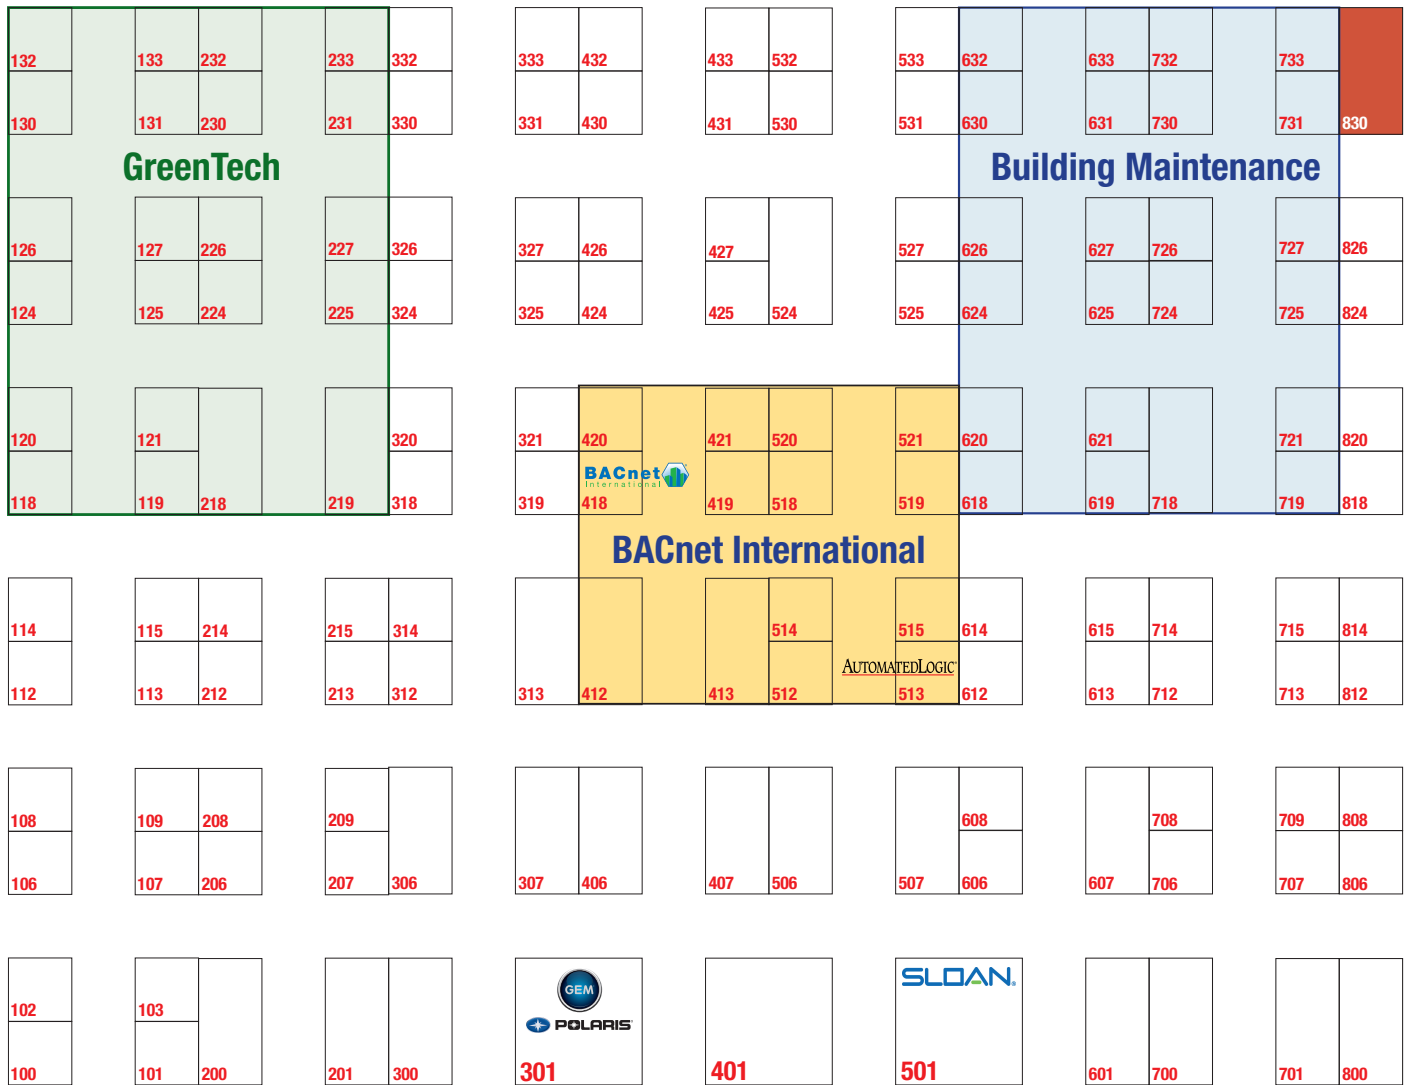 132 133 232 233 332 333 432 433 532 533 632 633 732 733
130 131 230 231 330 331 430 431 530 531 630 631 730 731 830
GreenTech Building Maintenance
126 127 226 227 326 327 426 427 527 626 627 726 727 826
124 125 224 225 324 325 424 425 524 525 624 625 724 725 824
120 121 320 321 420 421 520 521 620 621 721 820
BACnet
International
118 119 218 219 318 319 418 419 518 519 618 619 718 719 818
BACnet International
114 115 214 215 314 514 515 614 615 714 715 814
AUTOMATEDLOGIC
112 113 212 213 312 313 412 413 512 513 612 613 712 713 812
108 109 208 209 608 708 709 808
106 107 206 207 306 307 406 407 506 507 606 607 706 707 806
SLOAN
GEM
102 103
POLARIS
100 101 200 201 300 301 401 501 601 700 701 800